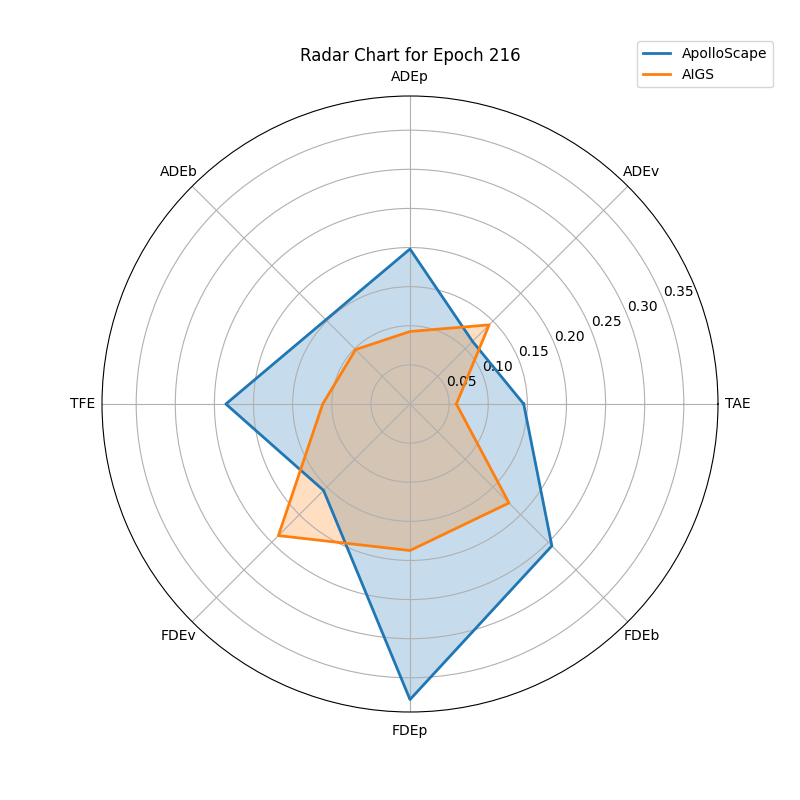 Radar Chart for Epoch 216
ApolloScape
AIGS
ADEp
ADEb
ADEv
0.35
0.30
0.25
0.20
0.15
0.10
0.05
TFE
TAE
FDEv
FDEb
FDEp